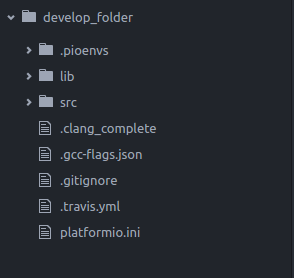 develop_folder
.pioenvs
lib
src
.clang_complete
.gcc-flags.json
.gitignore
.travis.yml
platformio.ini